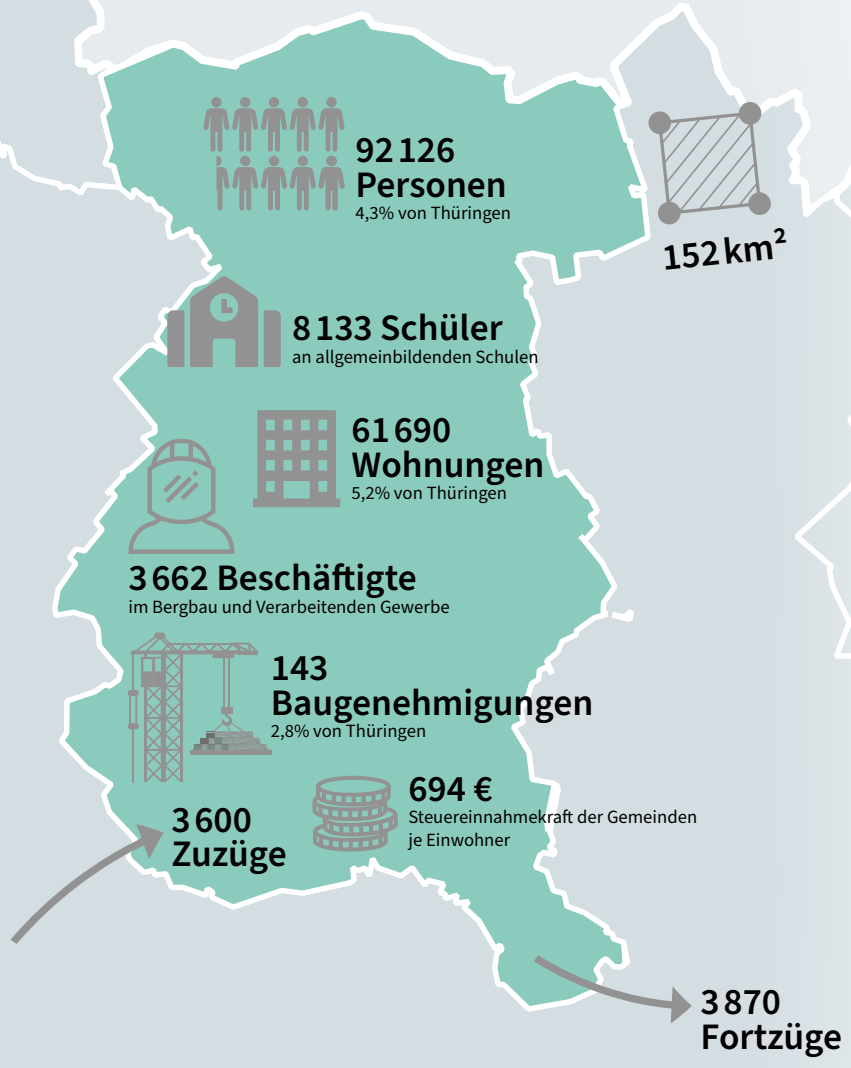 92 126
Personen
4,3% von Thüringen
152 km²
8 133 Schüler
an allgemeinbildenden Schulen
61 690
Wohnungen
5,2% von Thüringen
3 662 Beschäftigte
im Bergbau und Verarbeitenden Gewerbe
143
Baugenehmigungen
2,8% von Thüringen
694 €
Steuereinnahmekraft der Gemeinden
je Einwohner
3 600
Zuzüge
3 870
Fortzüge